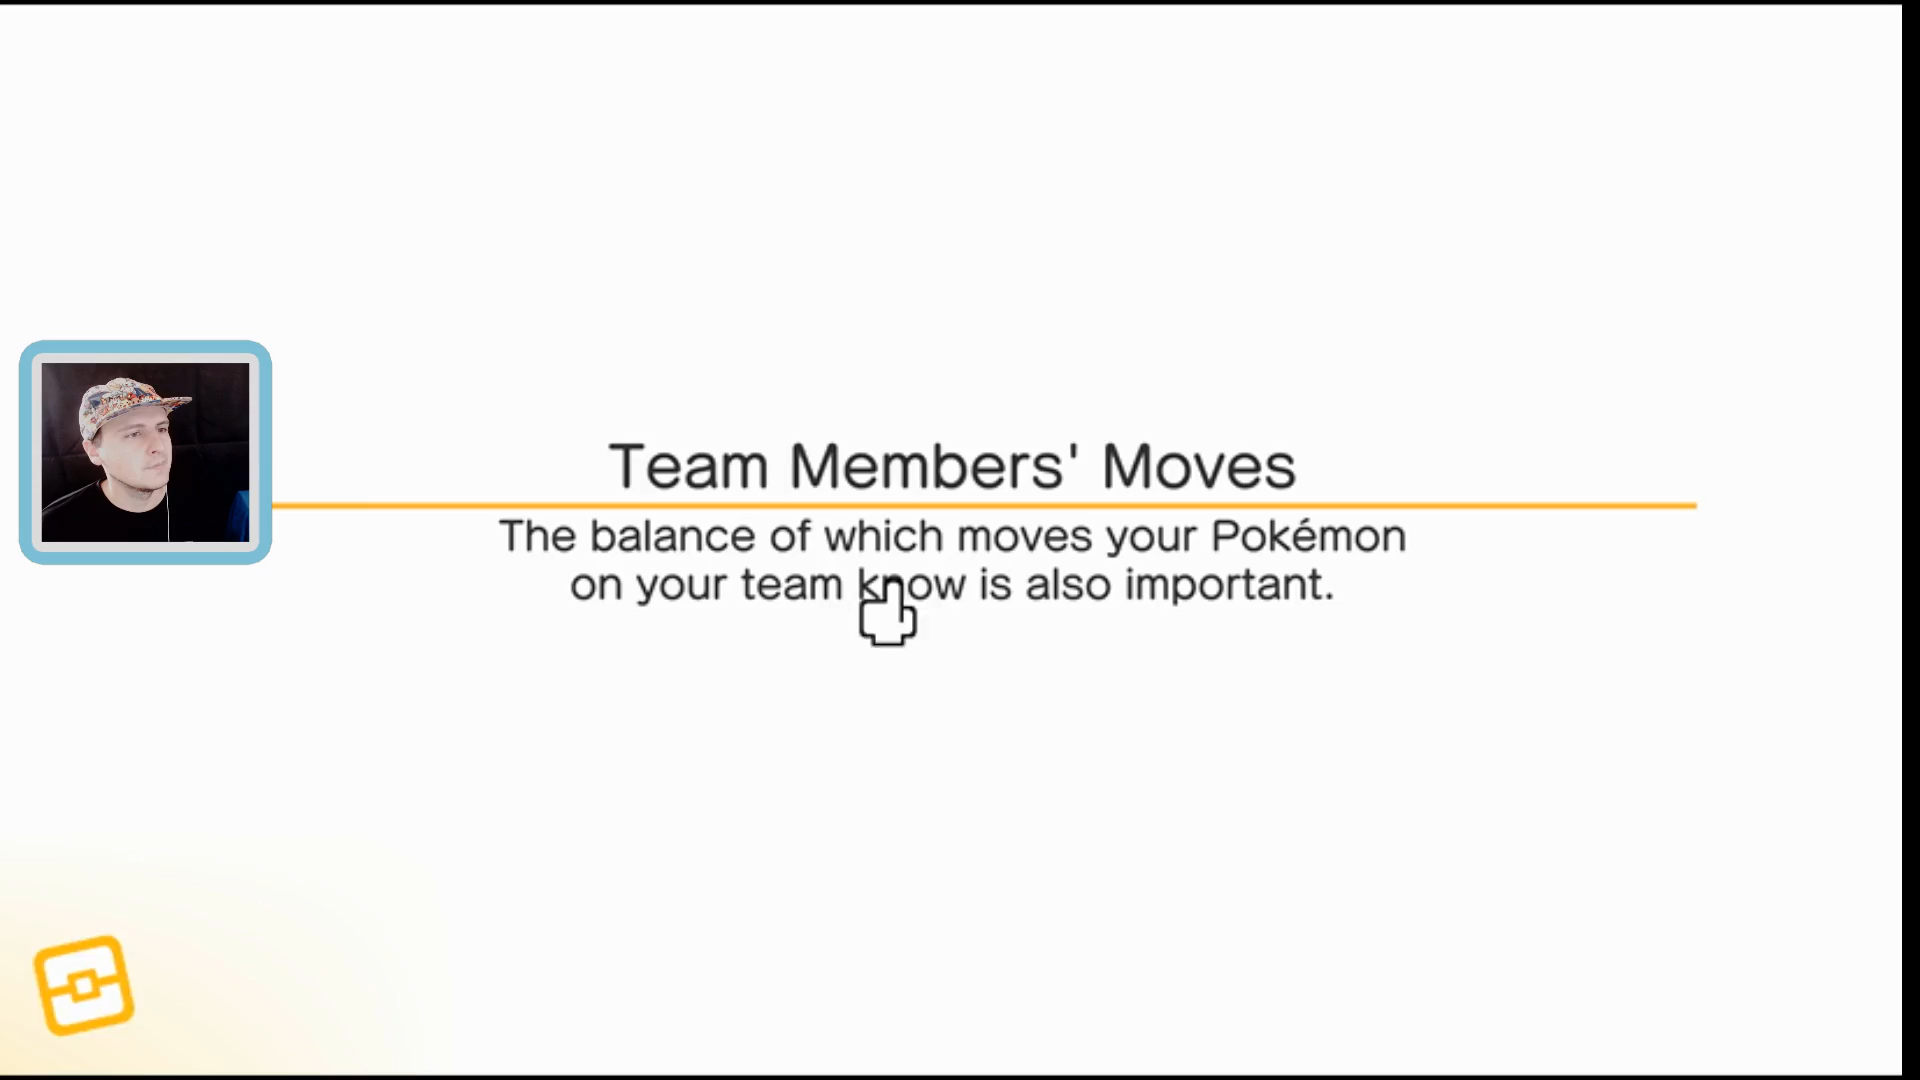 Team Members' Moves
The balance of which moves your Pokémon
on your team know is also important.